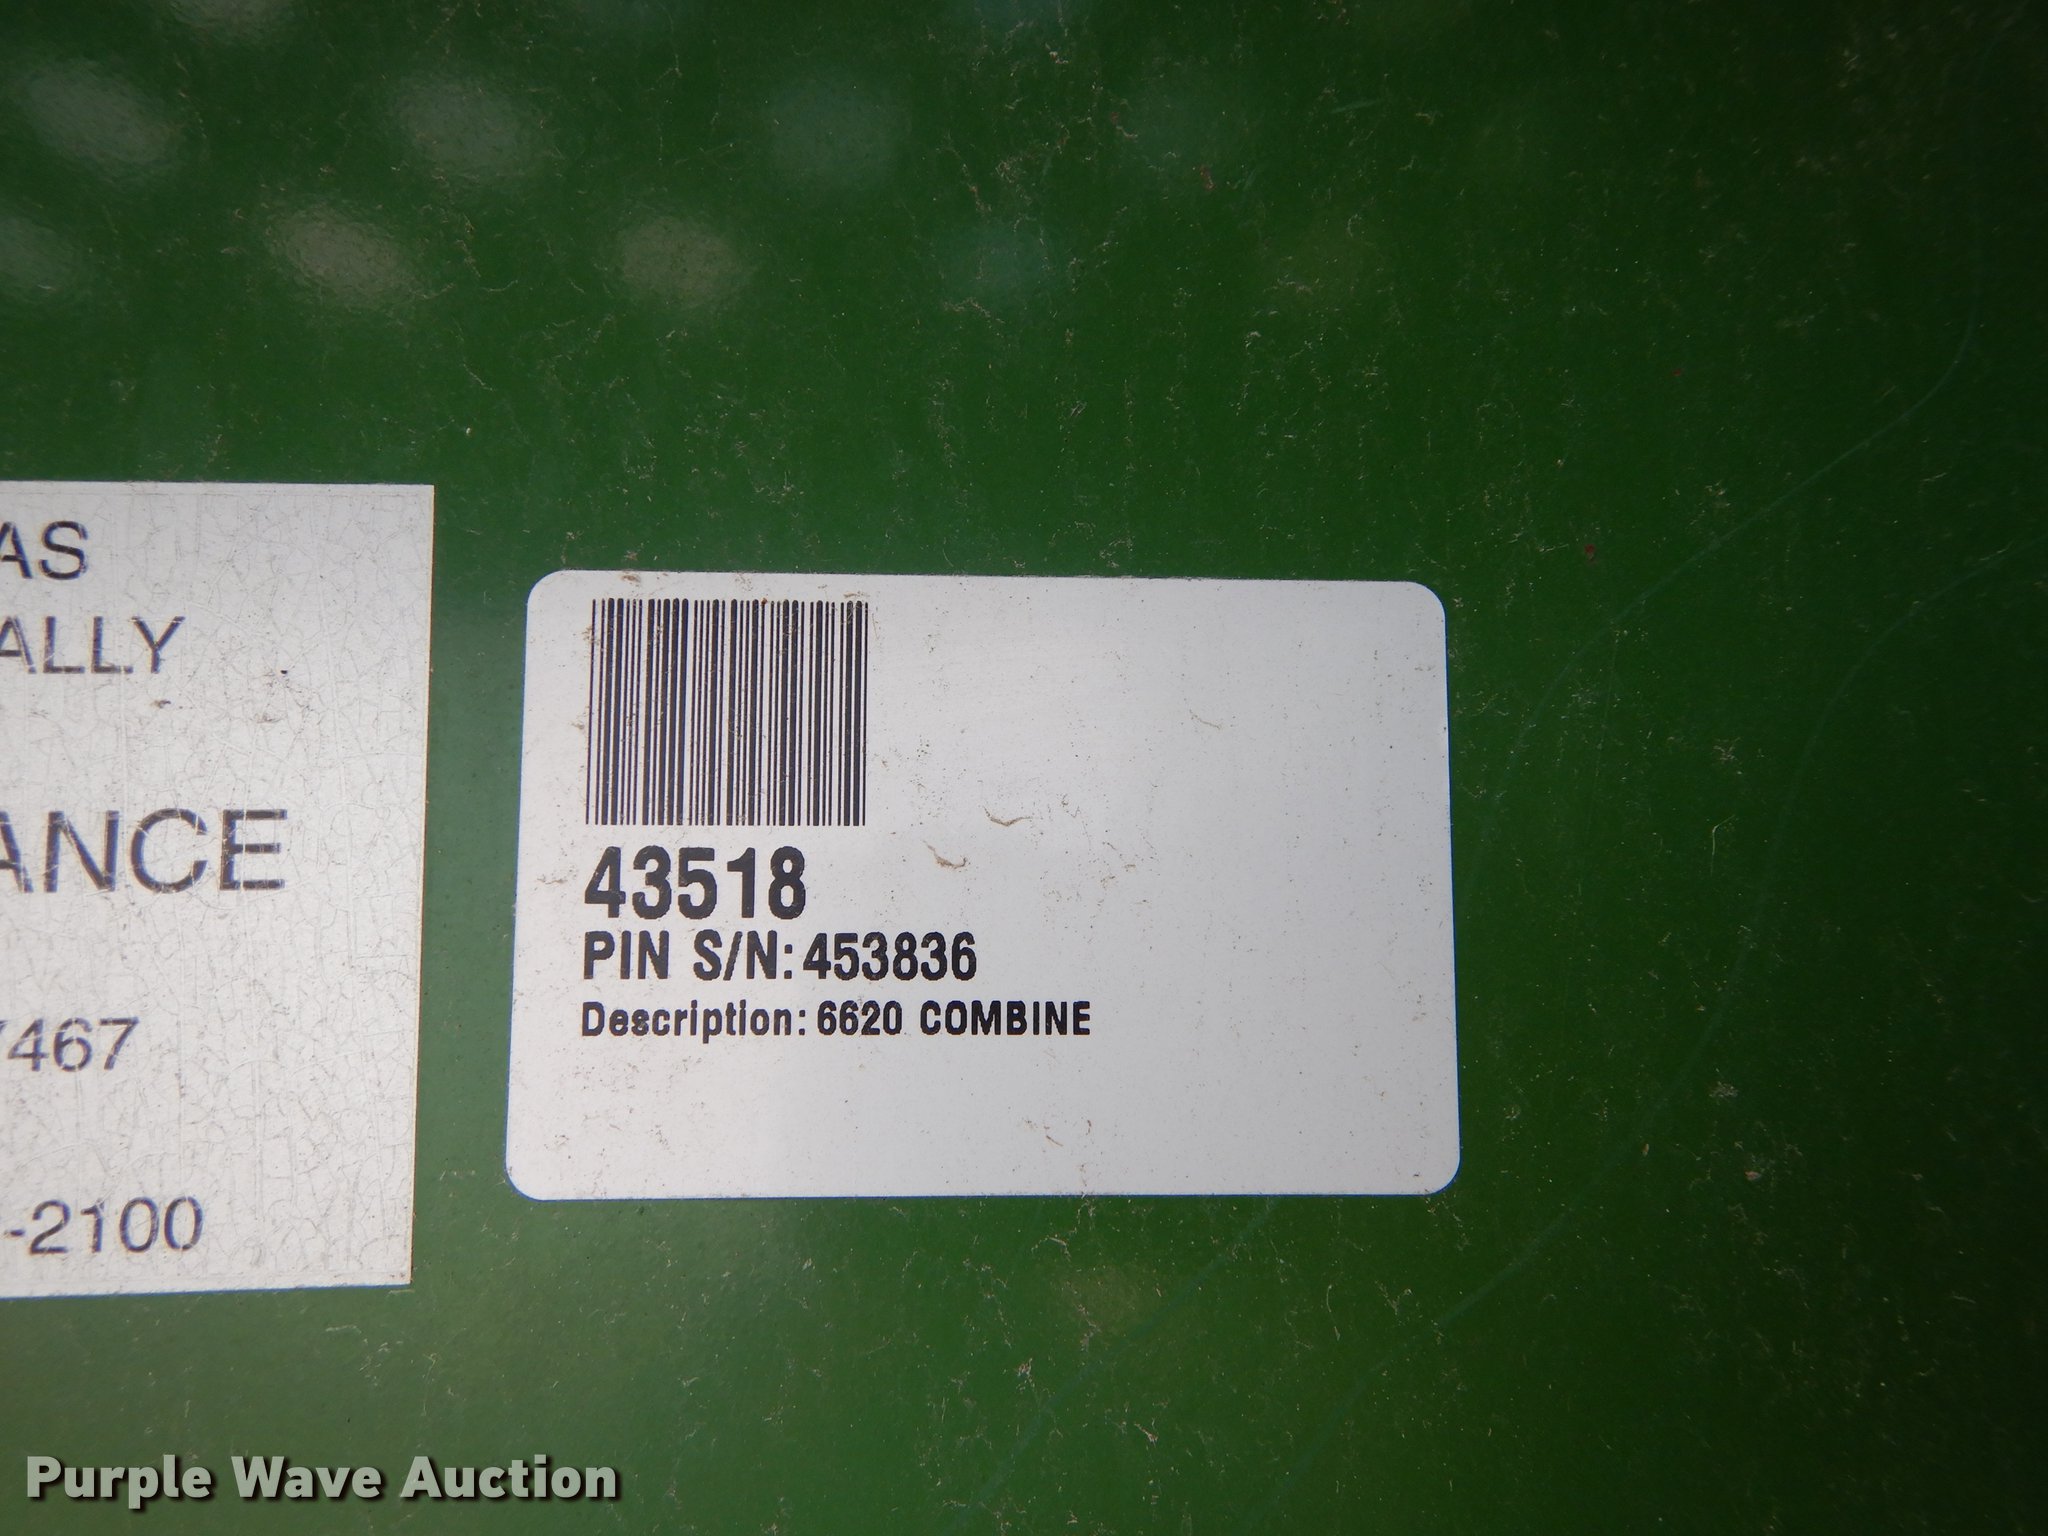 AS
ALLY
ANCE
7467
-2100
43518
PIN S/N: 453836
Description: 6620 COMBINE
Purple Wave Auction